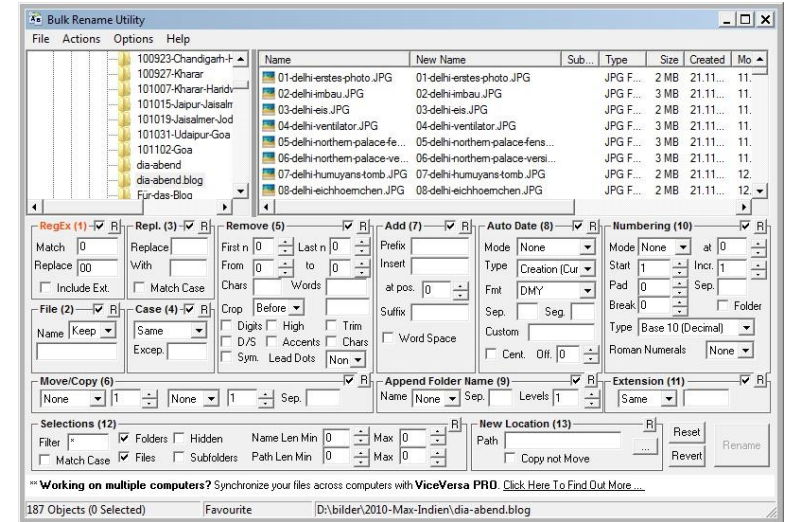 Bulk Rename Utility
File Actions Options Help
100923-Chandigarh-H
100927-Kharar
101007-Kharar-Haridv
101015-Jaipur-Jaisalm
101019-Jaisalmer-Jod
101031-Udaipur-Goa
101102-Goa
dia-abend
dia-abend.blog
Für-das-Blog
Name New Name Sub... Type Size Created Mo
01-delhi-erstes-photo.JPG 01-delhi-erstes-photo.JPG JPG F... 2 MB 21.11... 11.
02-delhi-imbau.JPG 02-delhi-imbau.JPG JPG F... 3 MB 21.11... 11.
03-delhi-eis.JPG 03-delhi-eis.JPG JPG F... 2 MB 21.11... 11.
04-delhi-ventilator.JPG 04-delhi-ventilator.JPG JPG F... 3 MB 21.11... 11.
05-delhi-northern-palace-fe... 05-delhi-northern-palace-fens... JPG F... 2 MB 21.11... 11.
06-delhi-northern-palace-ve... 06-delhi-northern-palace-versi... JPG F... 3 MB 21.11... 11.
07-delhi-humuyans-tomb.JPG 07-delhi-humuyans-tomb.JPG JPG F... 2 MB 21.11... 12.
08-delhi-eichhoernchen.JPG 08-delhi-eichhoernchen.JPG JPG F... 2 MB 21.11... 12.
RegEx (1) R
Match 0
Replace 00
Include Ext.
Repl. (3) R
Replace
With
Match Case
Remove (5) R
First n 0 Last n 0
From 0 to 0
Chars Words
Crop Before
Digits High Trim
D/S Accents Chars
Sym. Lead Dots Non
Add (7) R
Prefix
Insert
at pos. 0
Suffix
Word Space
Auto Date (8) R
Mode None
Type Creation (Cur
Fmt DMY
Sep. Seg.
Custom
Cent. Off. 0
Numbering (10) R
Mode None at 0
Start 1 Incr. 1
Pad 0 Sep.
Break 0 Folder
Type Base 10 (Decimal)
Roman Numerals None
File (2) R
Name Keep
Case (4) R
Same
Excep.
Move/Copy (6) R
None 1 None 1 Sep.
Append Folder Name (9) R
Name None Sep. Levels 1
Extension (11) R
Same
Selections (12) R
Filter * Folders Hidden Name Len Min 0 Max 0
Match Case Files Subfolders Path Len Min 0 Max 0
New Location (13) R
Path ...
Copy not Move
Reset
Revert
Rename
** Working on multiple computers? Synchronize your files across computers with ViceVersa PRO. Click Here To Find Out More ...
187 Objects (0 Selected) Favourite D:\bilder\2010-Max-Indien\dia-abend.blog